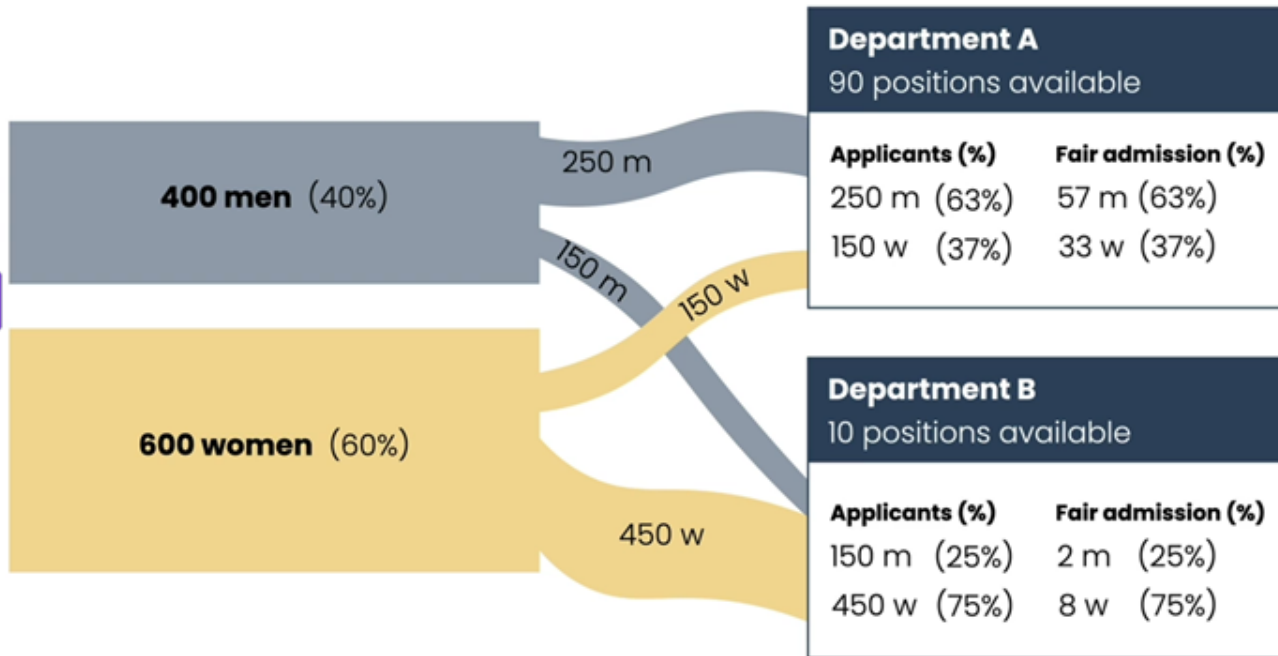 400 men (40%)
600 women (60%)
250 m
150 m
150 w
450 w
Department A
90 positions available
Applicants (%) Fair admission (%)
250 m (63%) 57 m (63%)
150 w (37%) 33 w (37%)
Department B
10 positions available
Applicants (%) Fair admission (%)
150 m (25%) 2 m (25%)
450 w (75%) 8 w (75%)